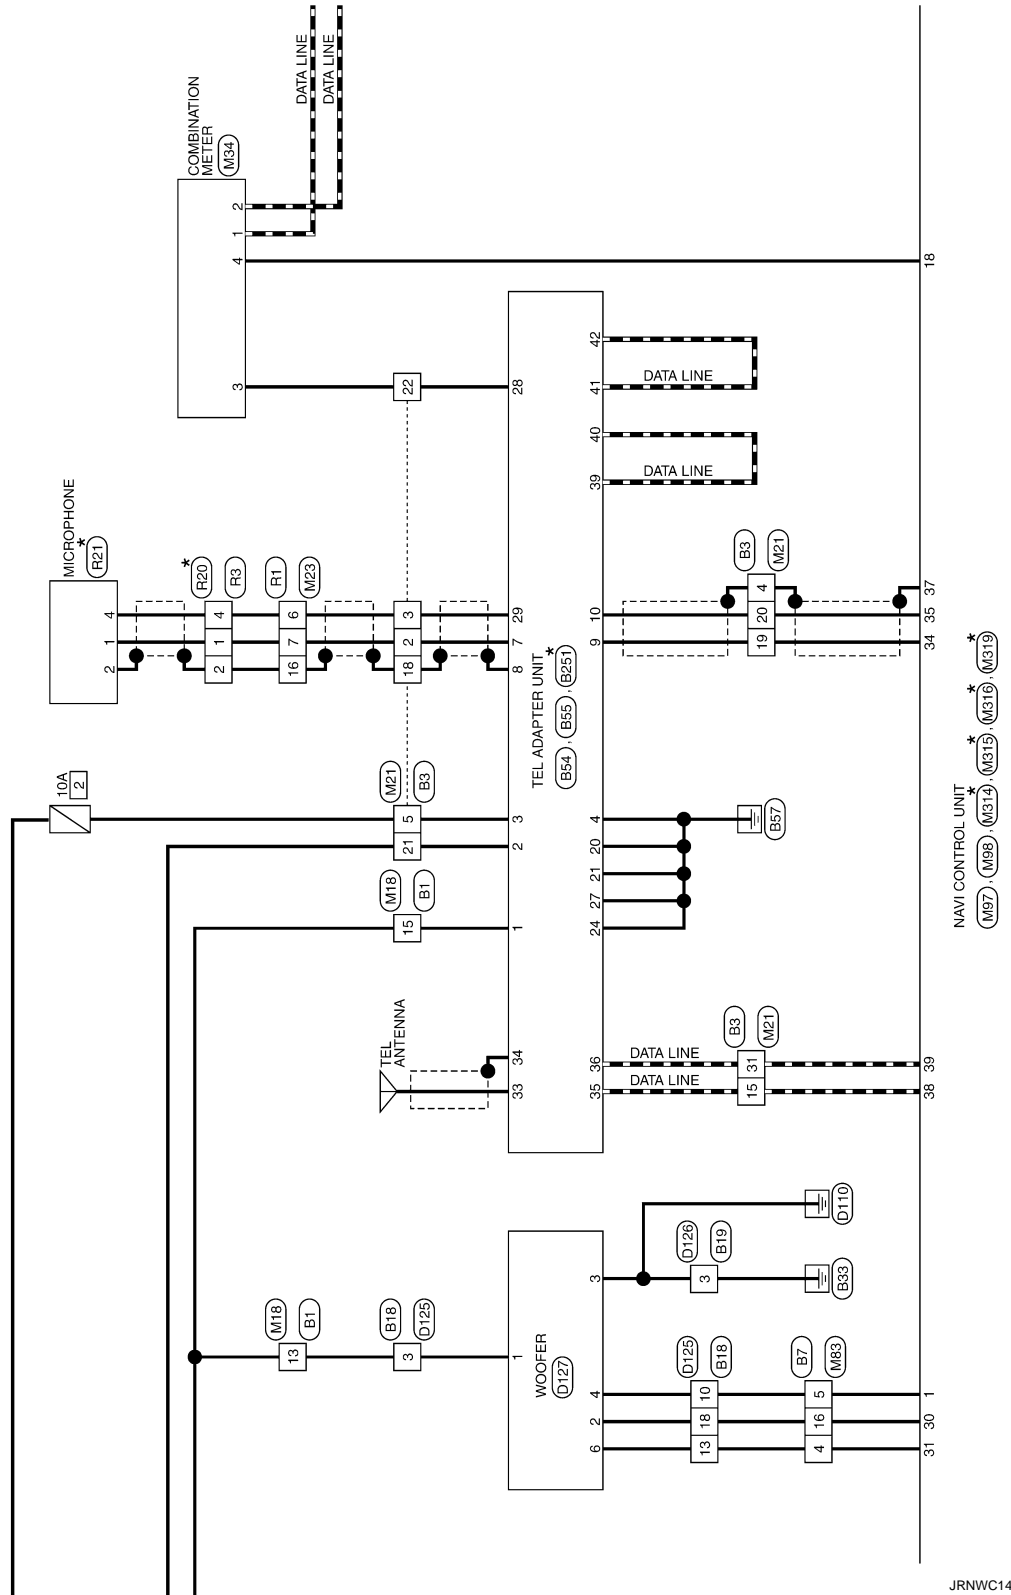 DATA LINE
DATA LINE
COMBINATION
METER
M34
2
1
4
3
18
MICROPHONE
*
R21
4
1
2
*
R20
R3
R1
M23
4
1
2
6
7
16
22
3
2
18
28
29
7
8
42
41
DATA LINE
40
39
DATA LINE
TEL ADAPTER UNIT
*
B54 , B55 , B251
10
9
B3
M21
4
20
19
37
35
34
10A
2
M21
B3
5
21
3
2
M18
B1
15
1
4
20
21
27
24
B57
TEL
ANTENNA
34
33
36
35
DATA LINE
DATA LINE
B3
M21
31
15
39
38
NAVI CONTROL UNIT
* * * *
M97 , M98 , M314 , M315 , M316 , M319
M18
B1
13
B18
D125
3
1
WOOFER
D127
3
D126
B19
3
D110
B33
4
2
6
D125
B18
10
18
13
B7
M83
5
16
4
1
30
31
JRNWC14